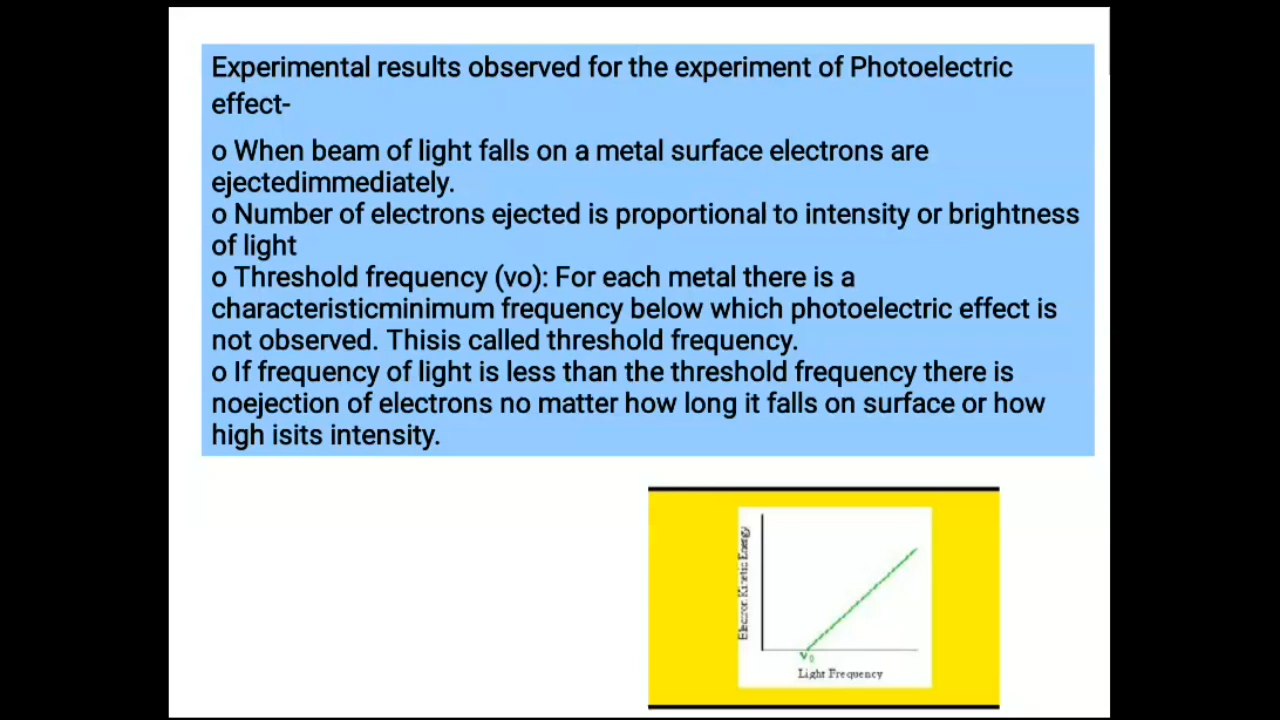 Experimental results observed for the experiment of Photoelectric
effect-
o When beam of light falls on a metal surface electrons are
ejectedimmediately.
o Number of electrons ejected is proportional to intensity or brightness
of light
o Threshold frequency (vo): For each metal there is a
characteristicminimum frequency below which photoelectric effect is
not observed. Thisis called threshold frequency.
o If frequency of light is less than the threshold frequency there is
noejection of electrons no matter how long it falls on surface or how
high isits intensity.
Electron Kinetic Energy
ν₀
Light Frequency